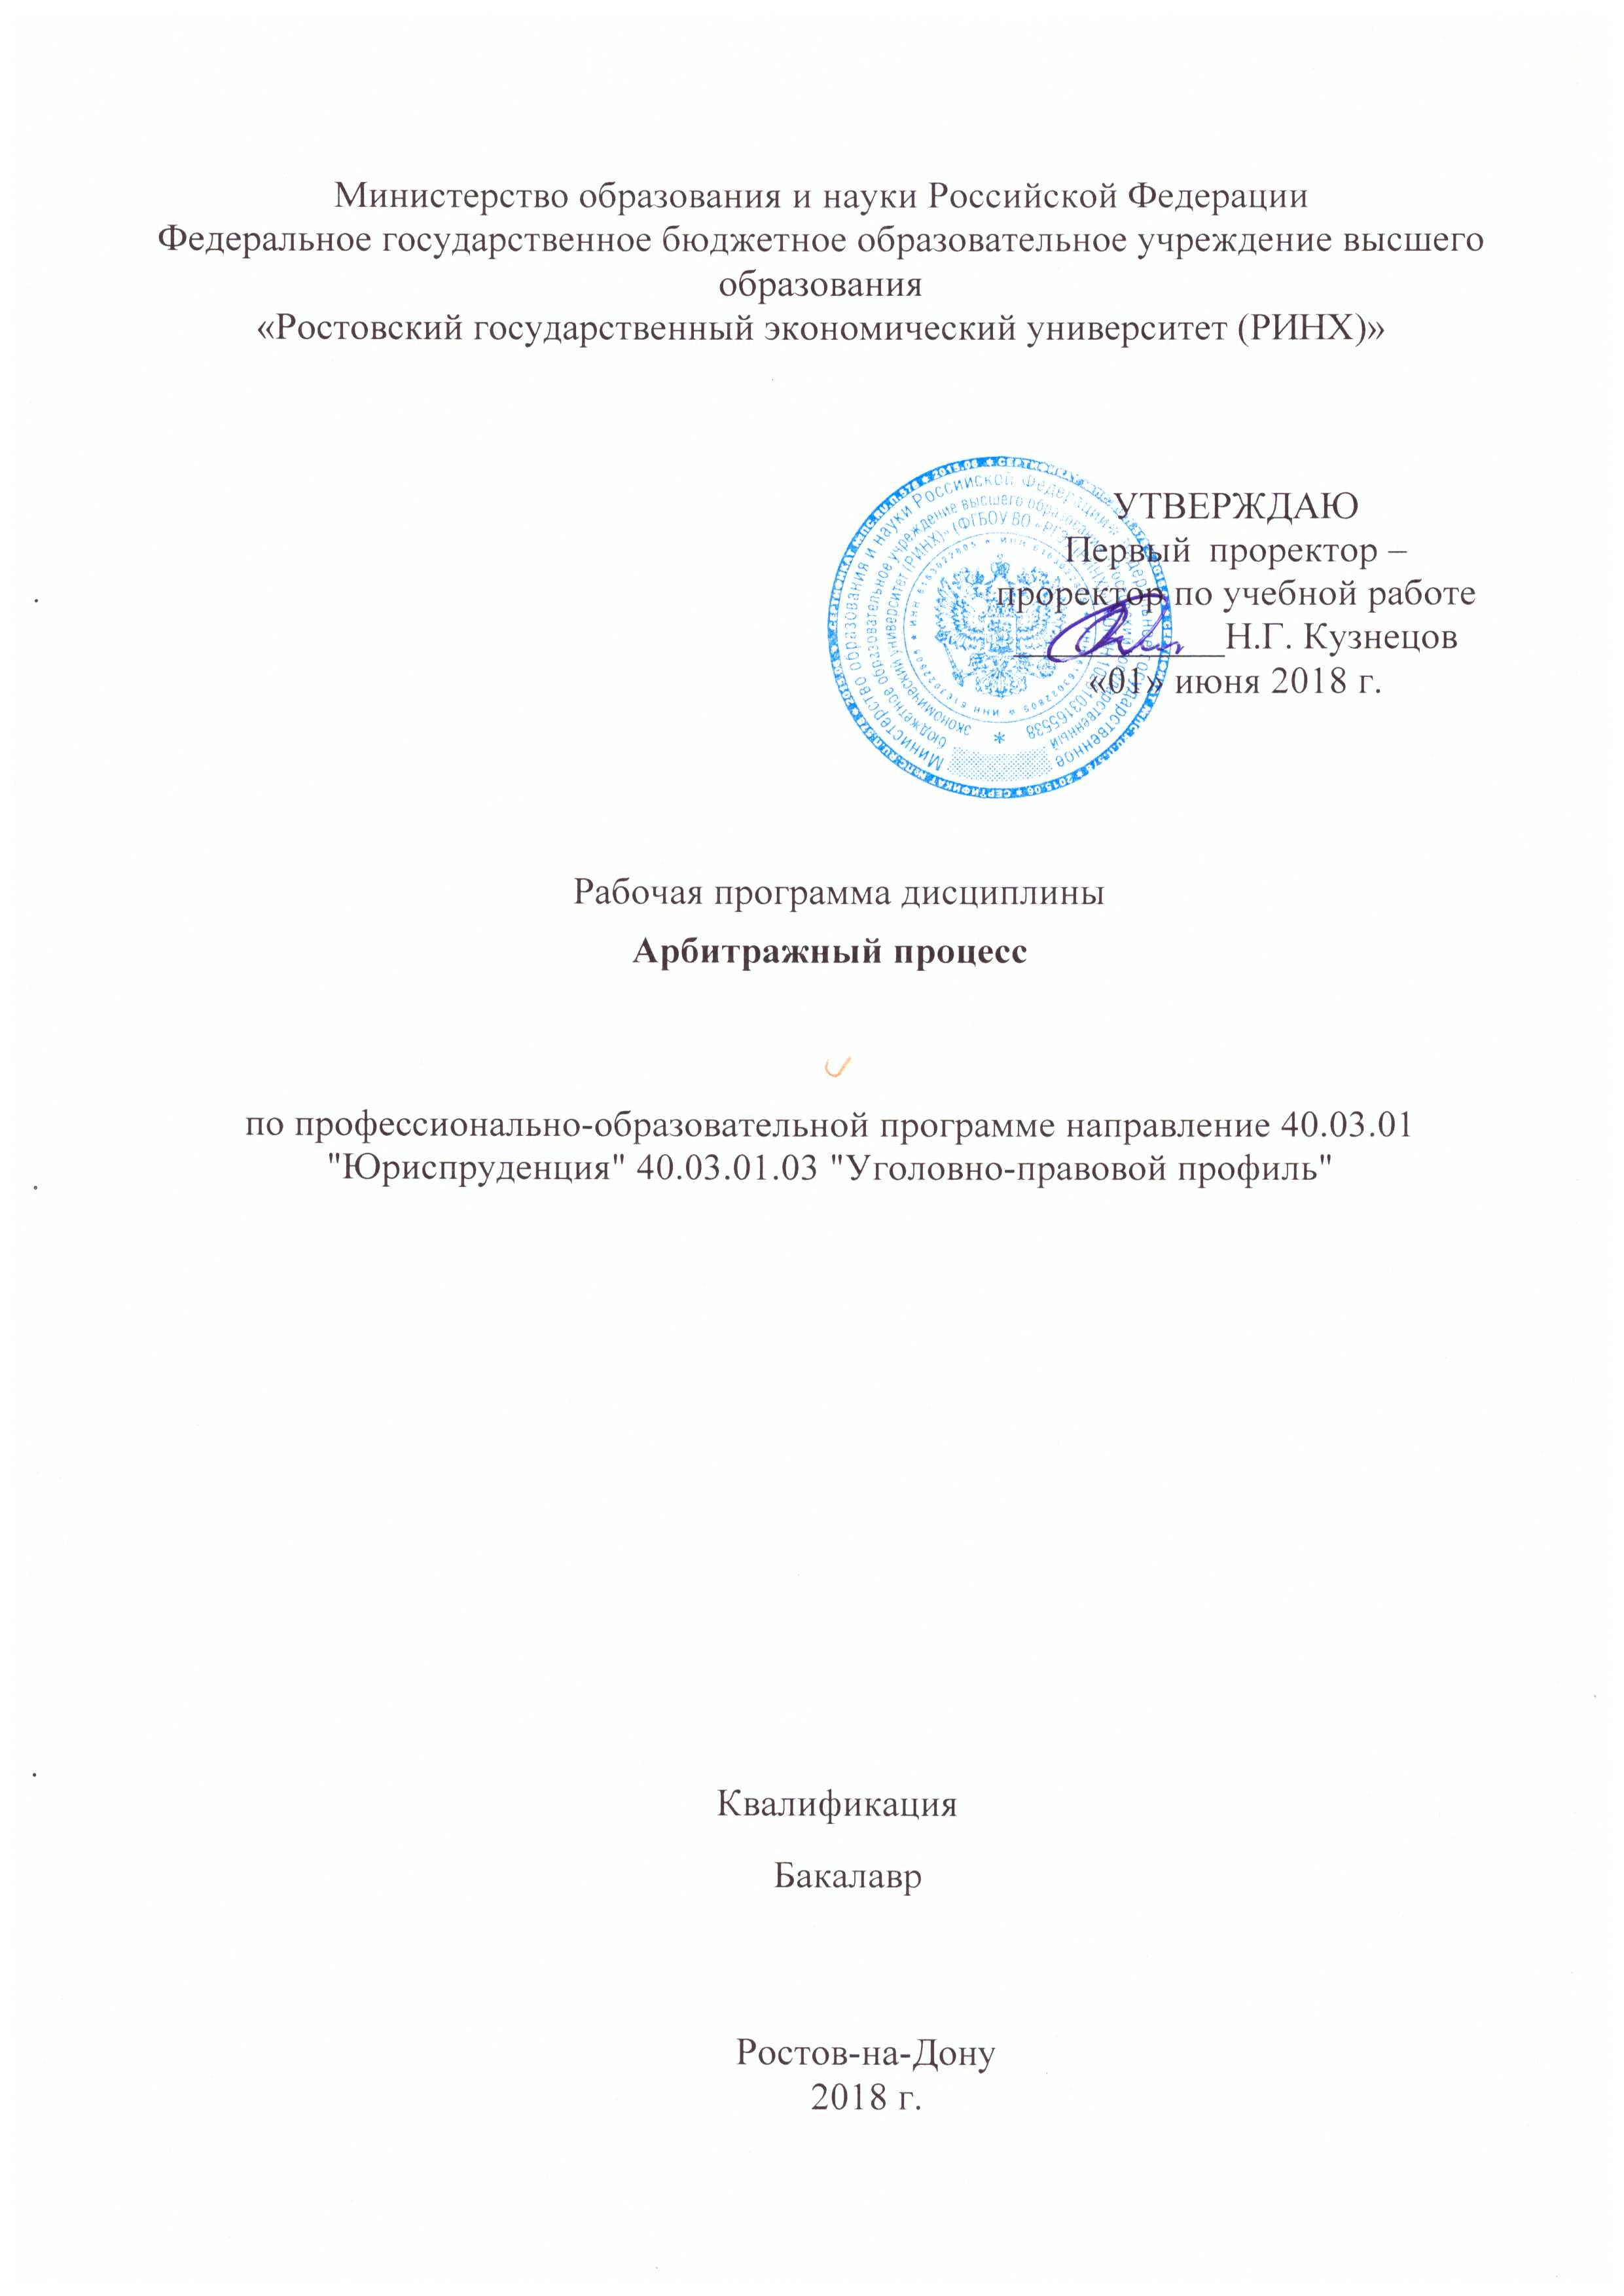 Министерство образования и науки Российской Федерации
Федеральное государственное бюджетное образовательное учреждение высшего
образования
«Ростовский государственный экономический университет (РИНХ)»
УТВЕРЖДАЮ
Первый проректор –
проректор по учебной работе
Н.Г. Кузнецов
«01» июня 2018 г.
Рабочая программа дисциплины
Арбитражный процесс
по профессионально-образовательной программе направление 40.03.01
"Юриспруденция" 40.03.01.03 "Уголовно-правовой профиль"
Квалификация
Бакалавр
Ростов-на-Дону
2018 г.